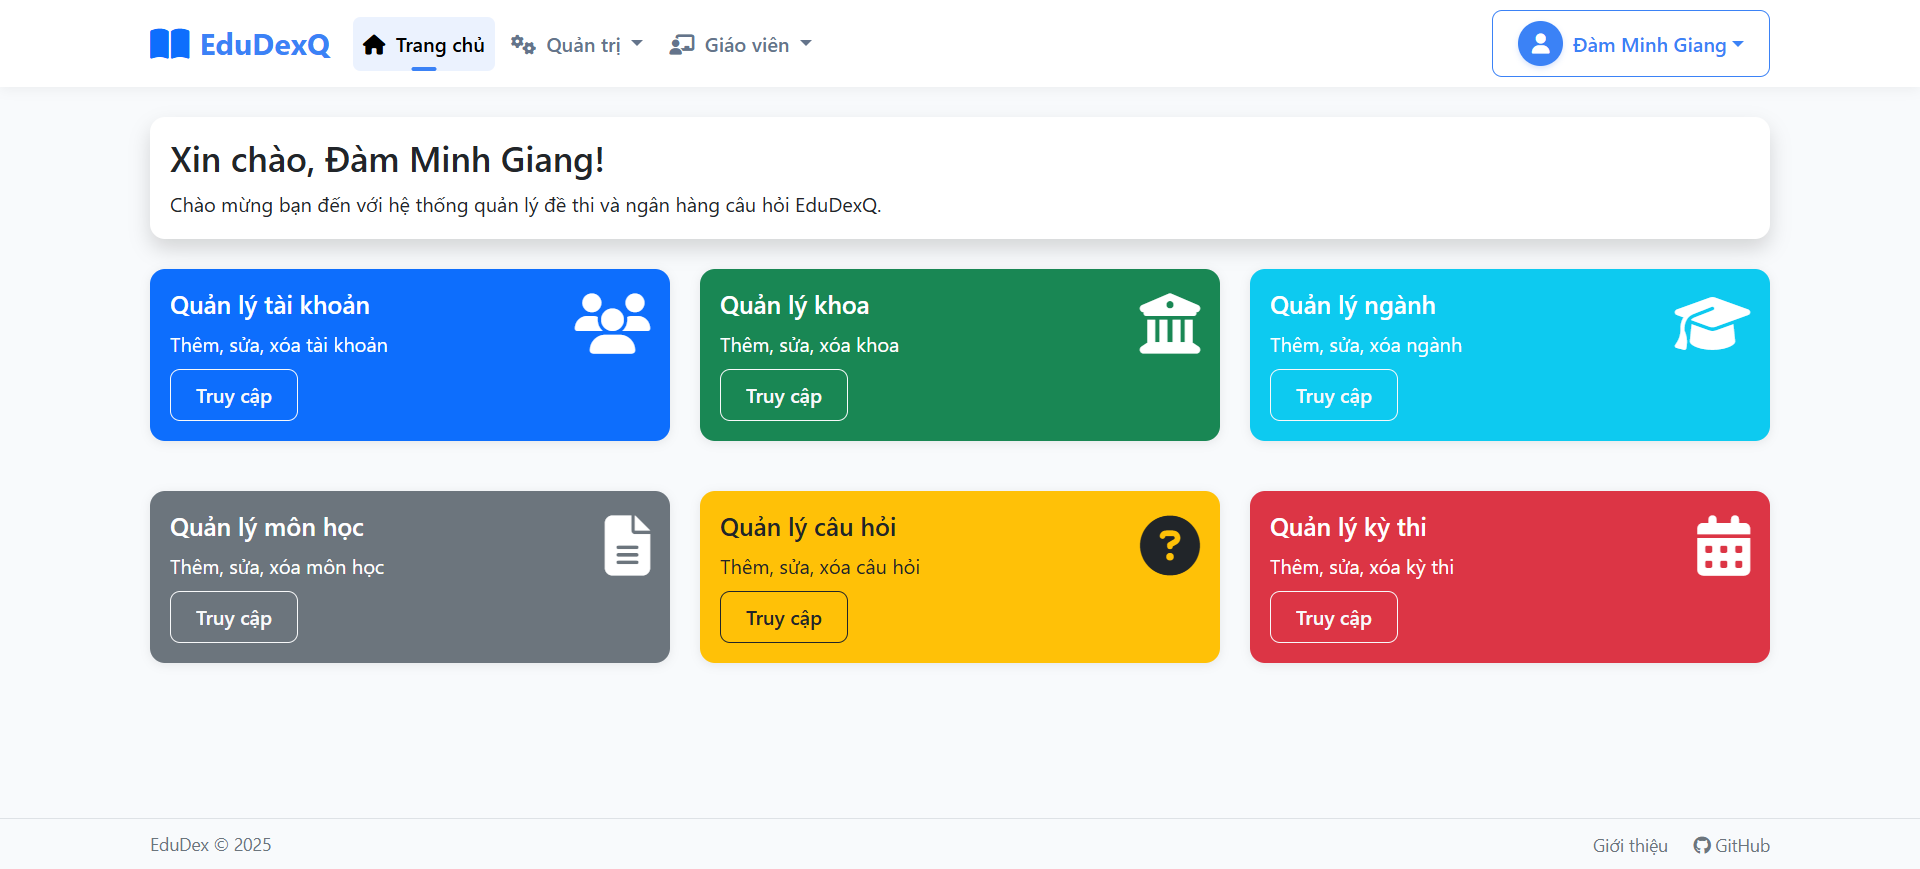 EduDexQ
Trang chủ
Quản trị
Giáo viên
Đàm Minh Giang
Xin chào, Đàm Minh Giang!
Chào mừng bạn đến với hệ thống quản lý đề thi và ngân hàng câu hỏi EduDexQ.
Quản lý tài khoản
Thêm, sửa, xóa tài khoản
Truy cập
Quản lý khoa
Thêm, sửa, xóa khoa
Truy cập
Quản lý ngành
Thêm, sửa, xóa ngành
Truy cập
Quản lý môn học
Thêm, sửa, xóa môn học
Truy cập
Quản lý câu hỏi
Thêm, sửa, xóa câu hỏi
Truy cập
Quản lý kỳ thi
Thêm, sửa, xóa kỳ thi
Truy cập
EduDex © 2025
Giới thiệu
GitHub